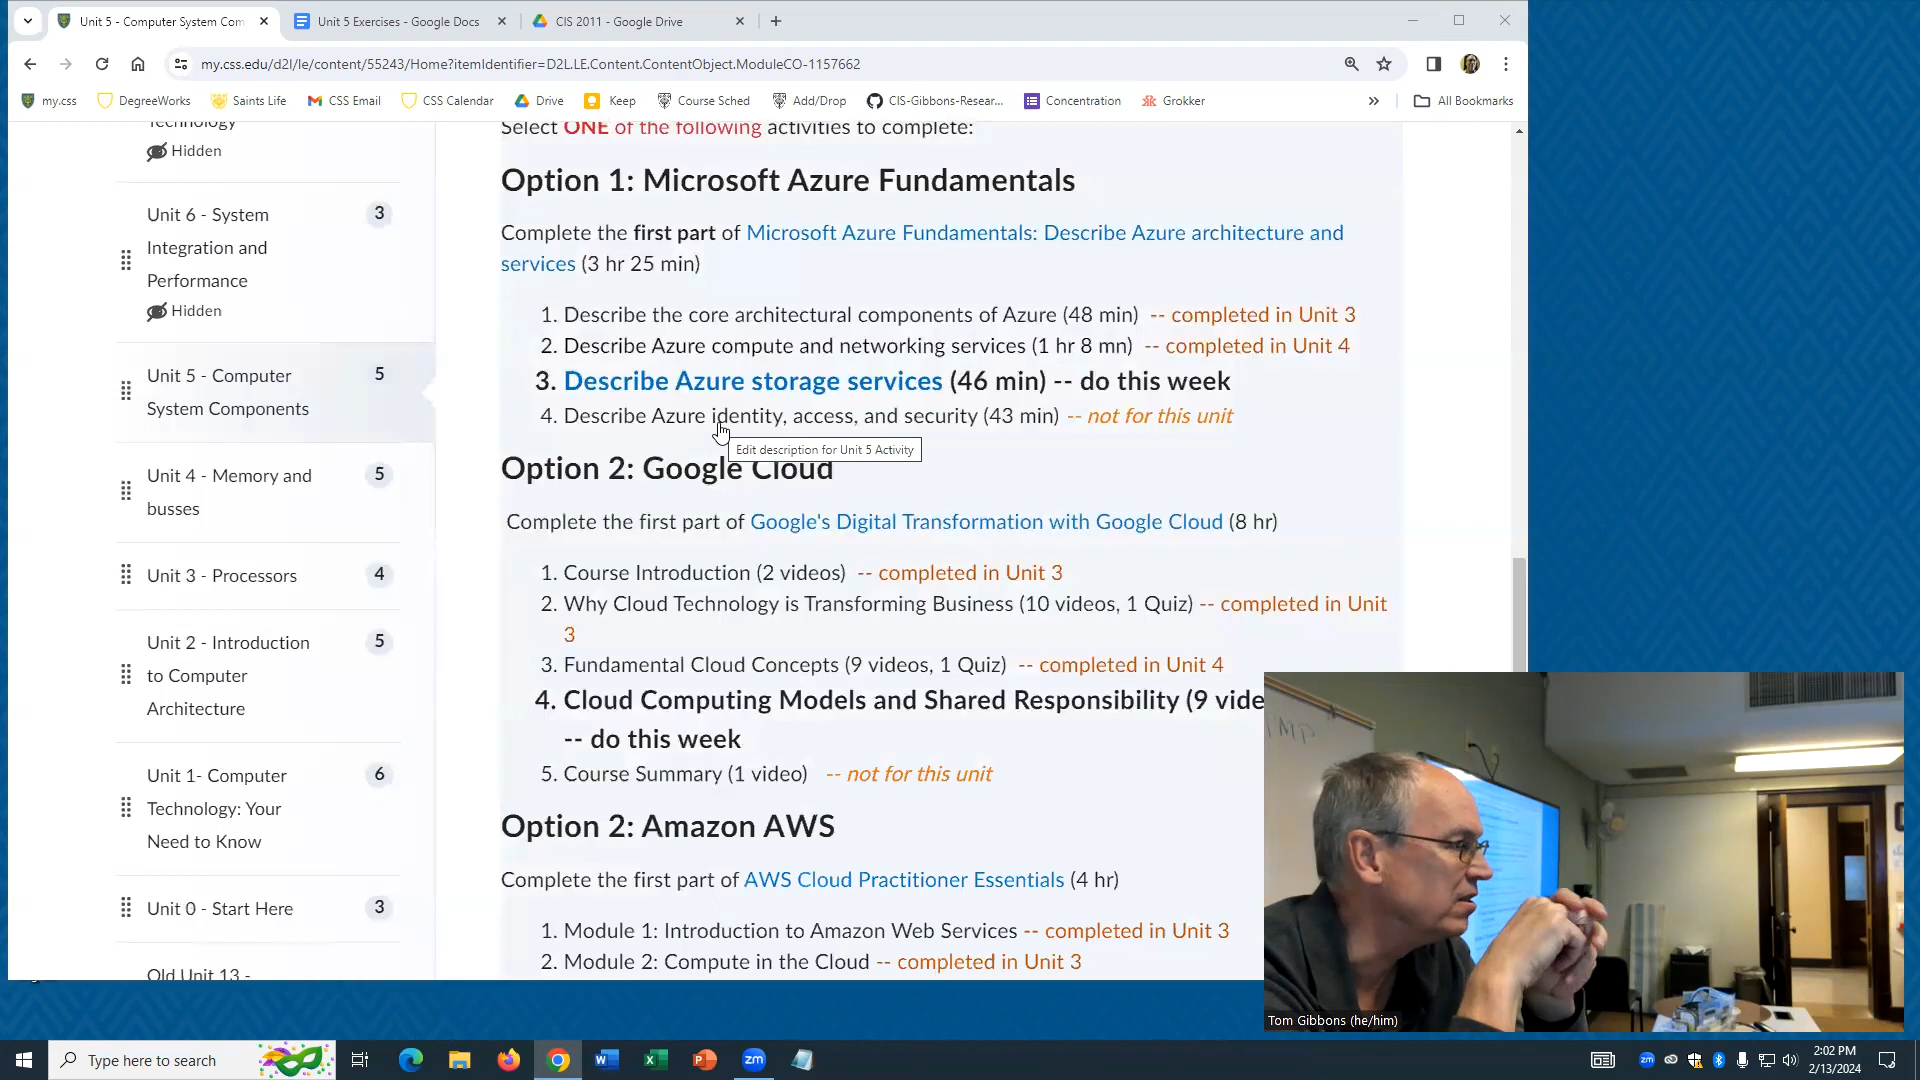 Unit 5 - Computer System Com
Unit 5 Exercises - Google Docs
CIS 2011 - Google Drive
my.css.edu/d2l/le/content/55243/Home?itemIdentifier=D2L.LE.Content.ContentObject.ModuleCO-1157662
my.css
DegreeWorks
Saints Life
CSS Email
CSS Calendar
Drive
Keep
Course Sched
Add/Drop
CIS-Gibbons-Resear...
Concentration
Grokker
All Bookmarks
Technology
Hidden
Unit 6 - System
Integration and
Performance
3
Hidden
Unit 5 - Computer
System Components
5
Unit 4 - Memory and
busses
5
Unit 3 - Processors
4
Unit 2 - Introduction
to Computer
Architecture
5
Unit 1- Computer
Technology: Your
Need to Know
6
Unit 0 - Start Here
3
Old Unit 13 -
Select ONE of the following activities to complete:
Option 1: Microsoft Azure Fundamentals
Complete the first part of Microsoft Azure Fundamentals: Describe Azure architecture and
services (3 hr 25 min)
1. Describe the core architectural components of Azure (48 min) -- completed in Unit 3
2. Describe Azure compute and networking services (1 hr 8 mn) -- completed in Unit 4
3. Describe Azure storage services (46 min) -- do this week
4. Describe Azure identity, access, and security (43 min) -- not for this unit
Edit description for Unit 5 Activity
Option 2: Google Cloud
Complete the first part of Google's Digital Transformation with Google Cloud (8 hr)
1. Course Introduction (2 videos) -- completed in Unit 3
2. Why Cloud Technology is Transforming Business (10 videos, 1 Quiz) -- completed in Unit
3
3. Fundamental Cloud Concepts (9 videos, 1 Quiz) -- completed in Unit 4
4. Cloud Computing Models and Shared Responsibility (9 vide
-- do this week
5. Course Summary (1 video) -- not for this unit
Option 2: Amazon AWS
Complete the first part of AWS Cloud Practitioner Essentials (4 hr)
1. Module 1: Introduction to Amazon Web Services -- completed in Unit 3
2. Module 2: Compute in the Cloud -- completed in Unit 3
Tom Gibbons (he/him)
Type here to search
zm
2:02 PM
2/13/2024